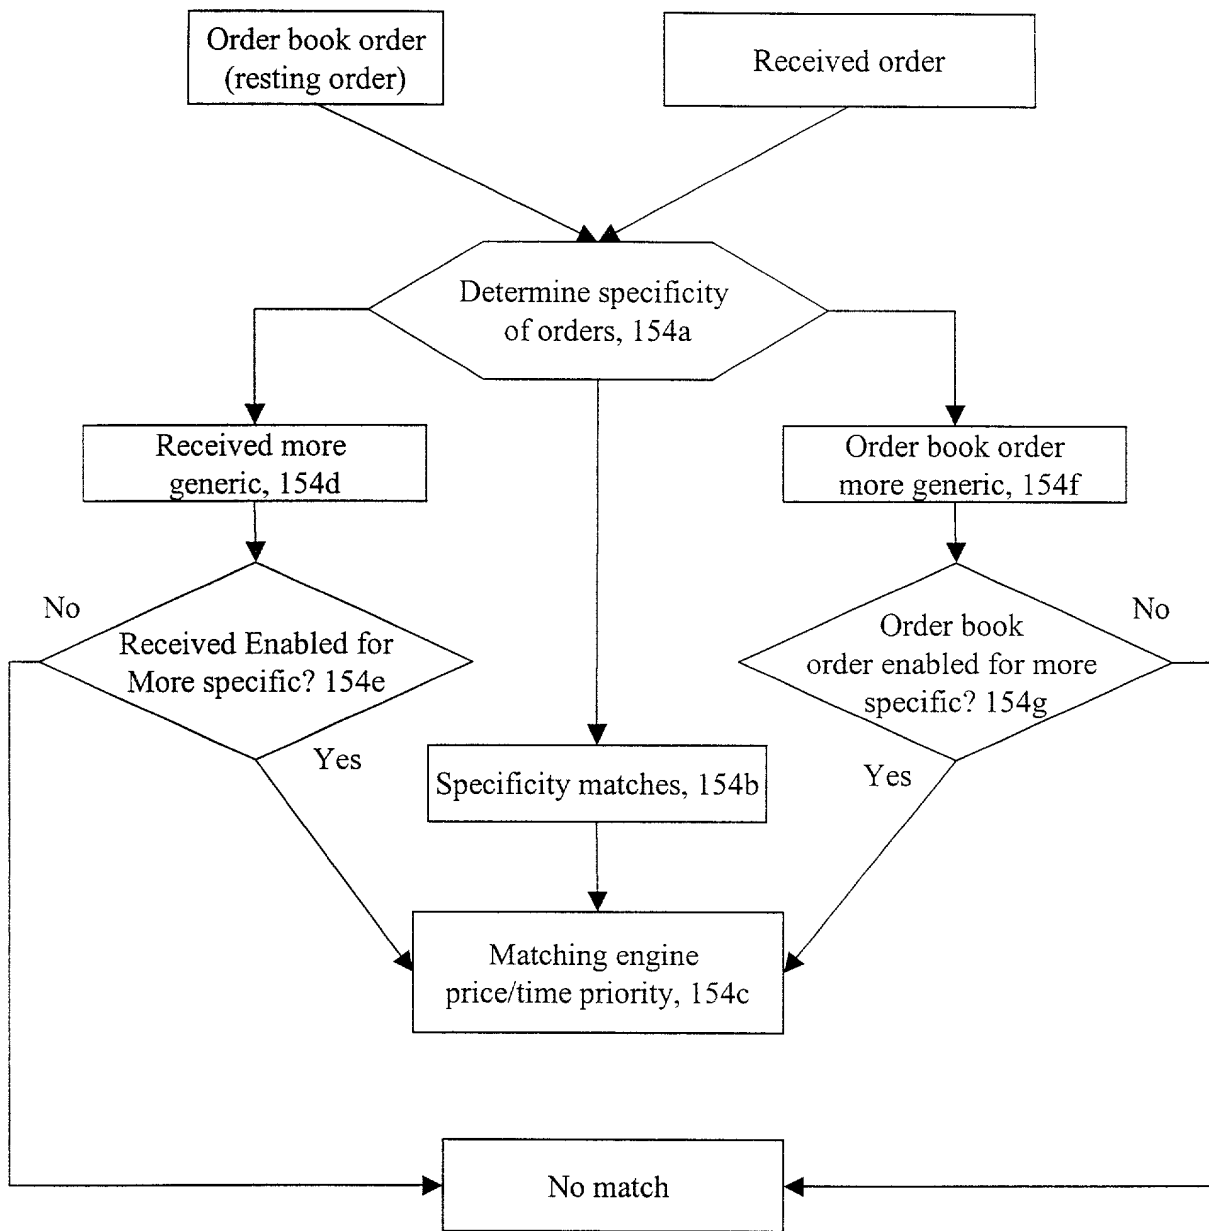 Order book order
(resting order)
Received order
Determine specificity
of orders, 154a
Received more
generic, 154d
Order book order
more generic, 154f
No
Received Enabled for
More specific? 154e
Yes
No
Order book
order enabled for more
specific? 154g
Yes
Specificity matches, 154b
Matching engine
price/time priority, 154c
No match